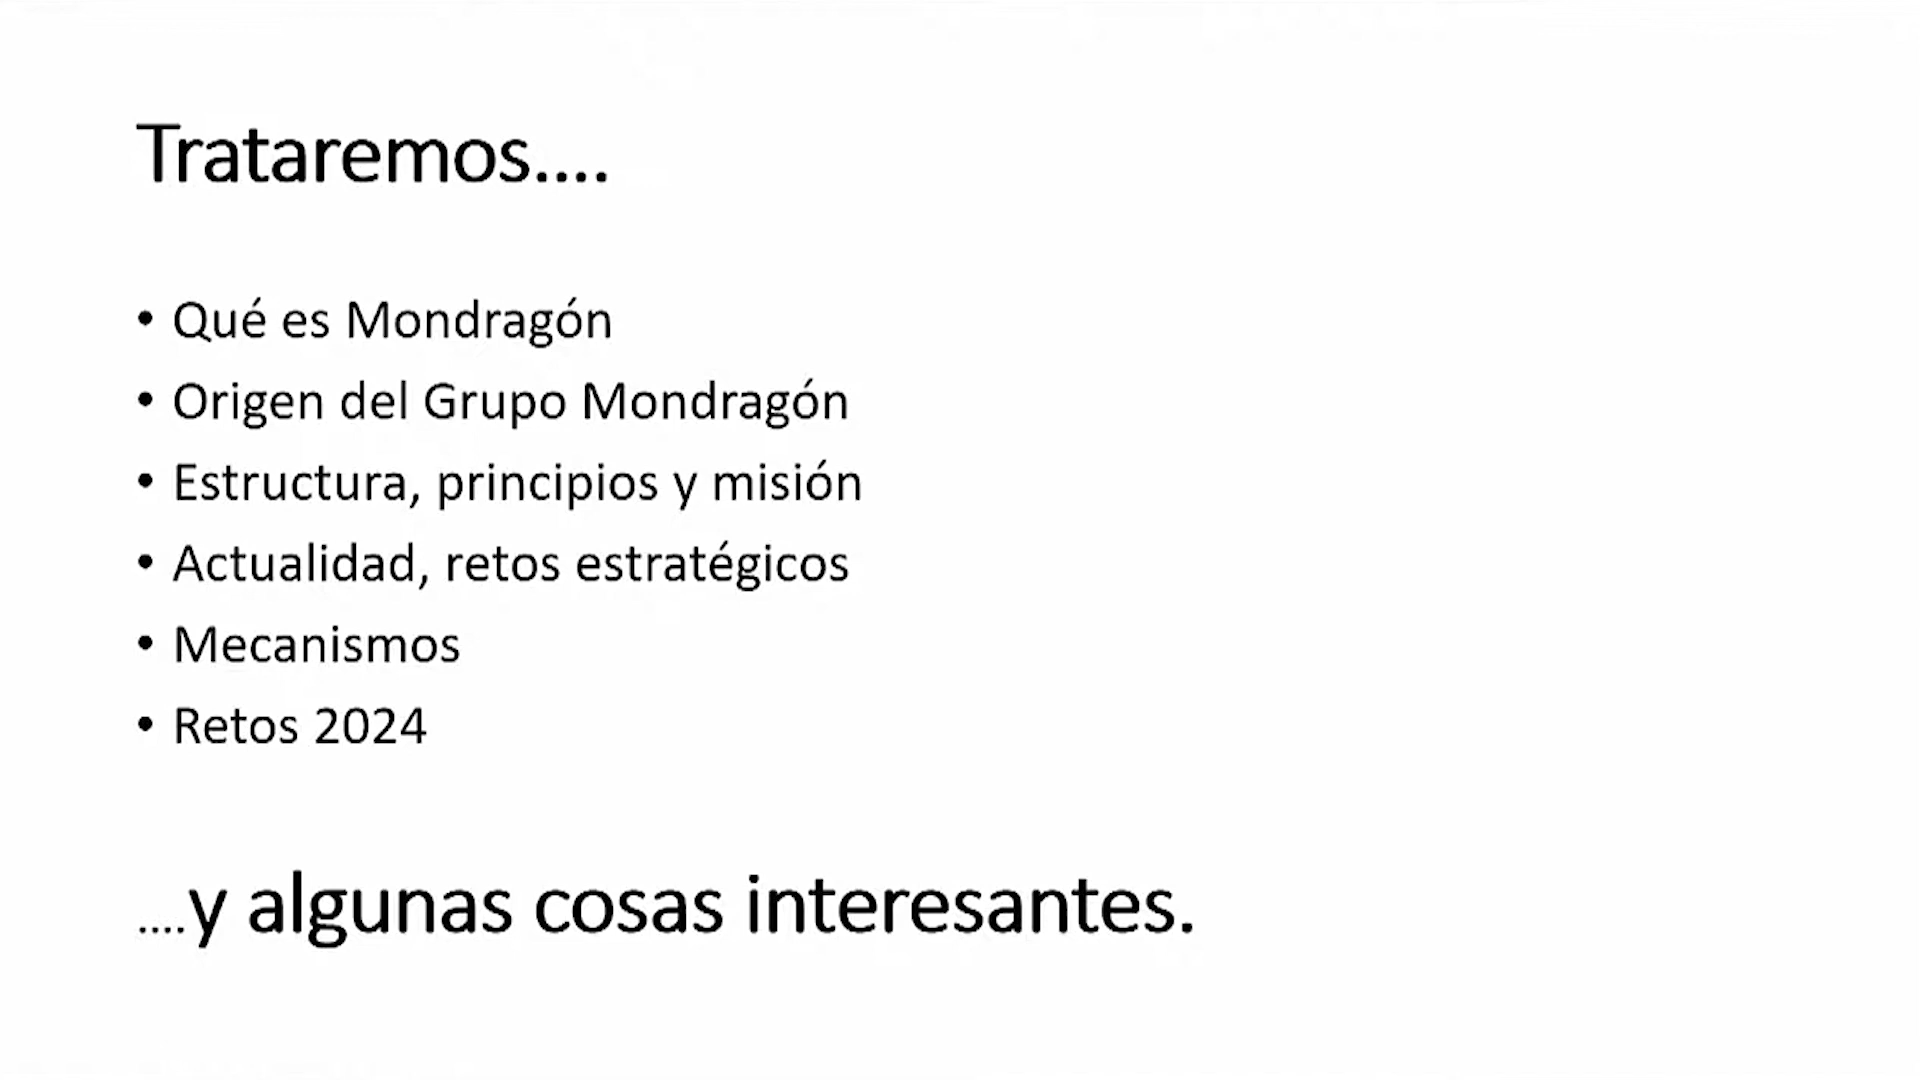 Trataremos....
• Qué es Mondragón
• Origen del Grupo Mondragón
• Estructura, principios y misión
• Actualidad, retos estratégicos
• Mecanismos
• Retos 2024
....y algunas cosas interesantes.